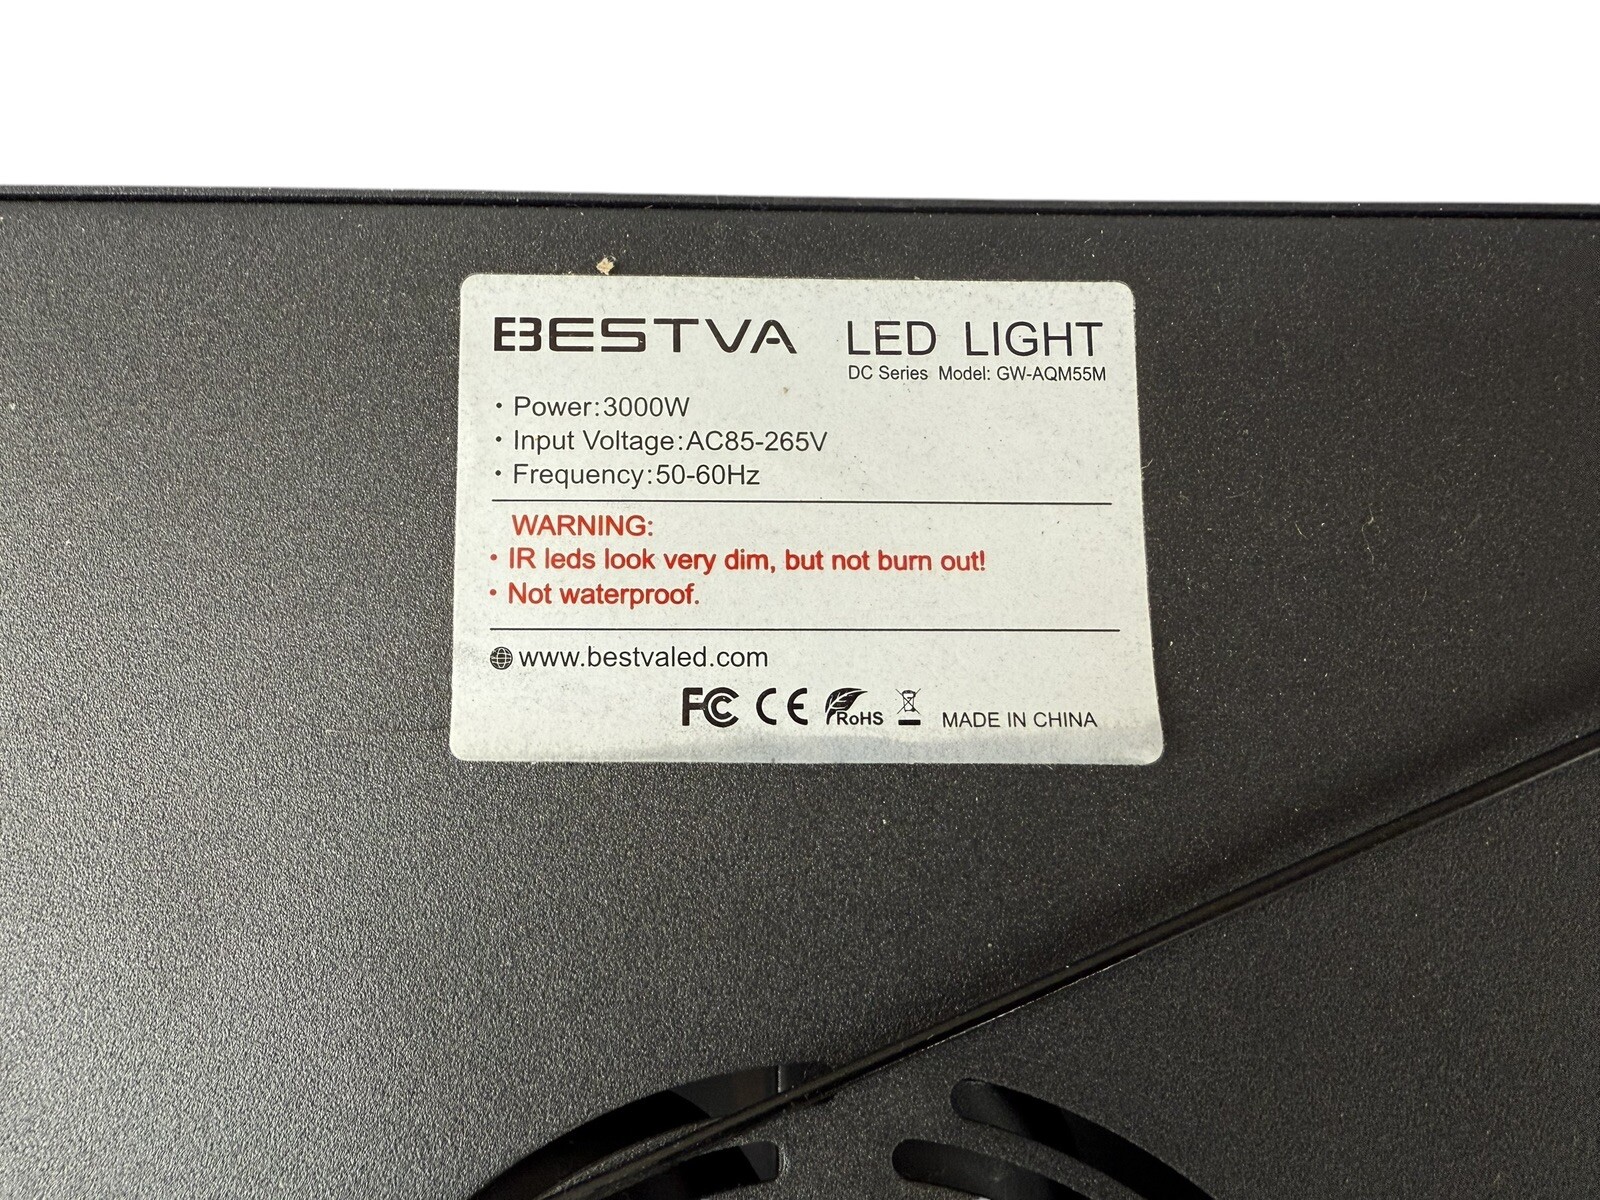 BESTVA LED LIGHT
DC Series Model: GW-AQM55M
• Power:3000W
• Input Voltage:AC85-265V
• Frequency:50-60Hz
WARNING:
• IR leds look very dim, but not burn out!
• Not waterproof.
www.bestvaled.com
FC CE RoHS MADE IN CHINA